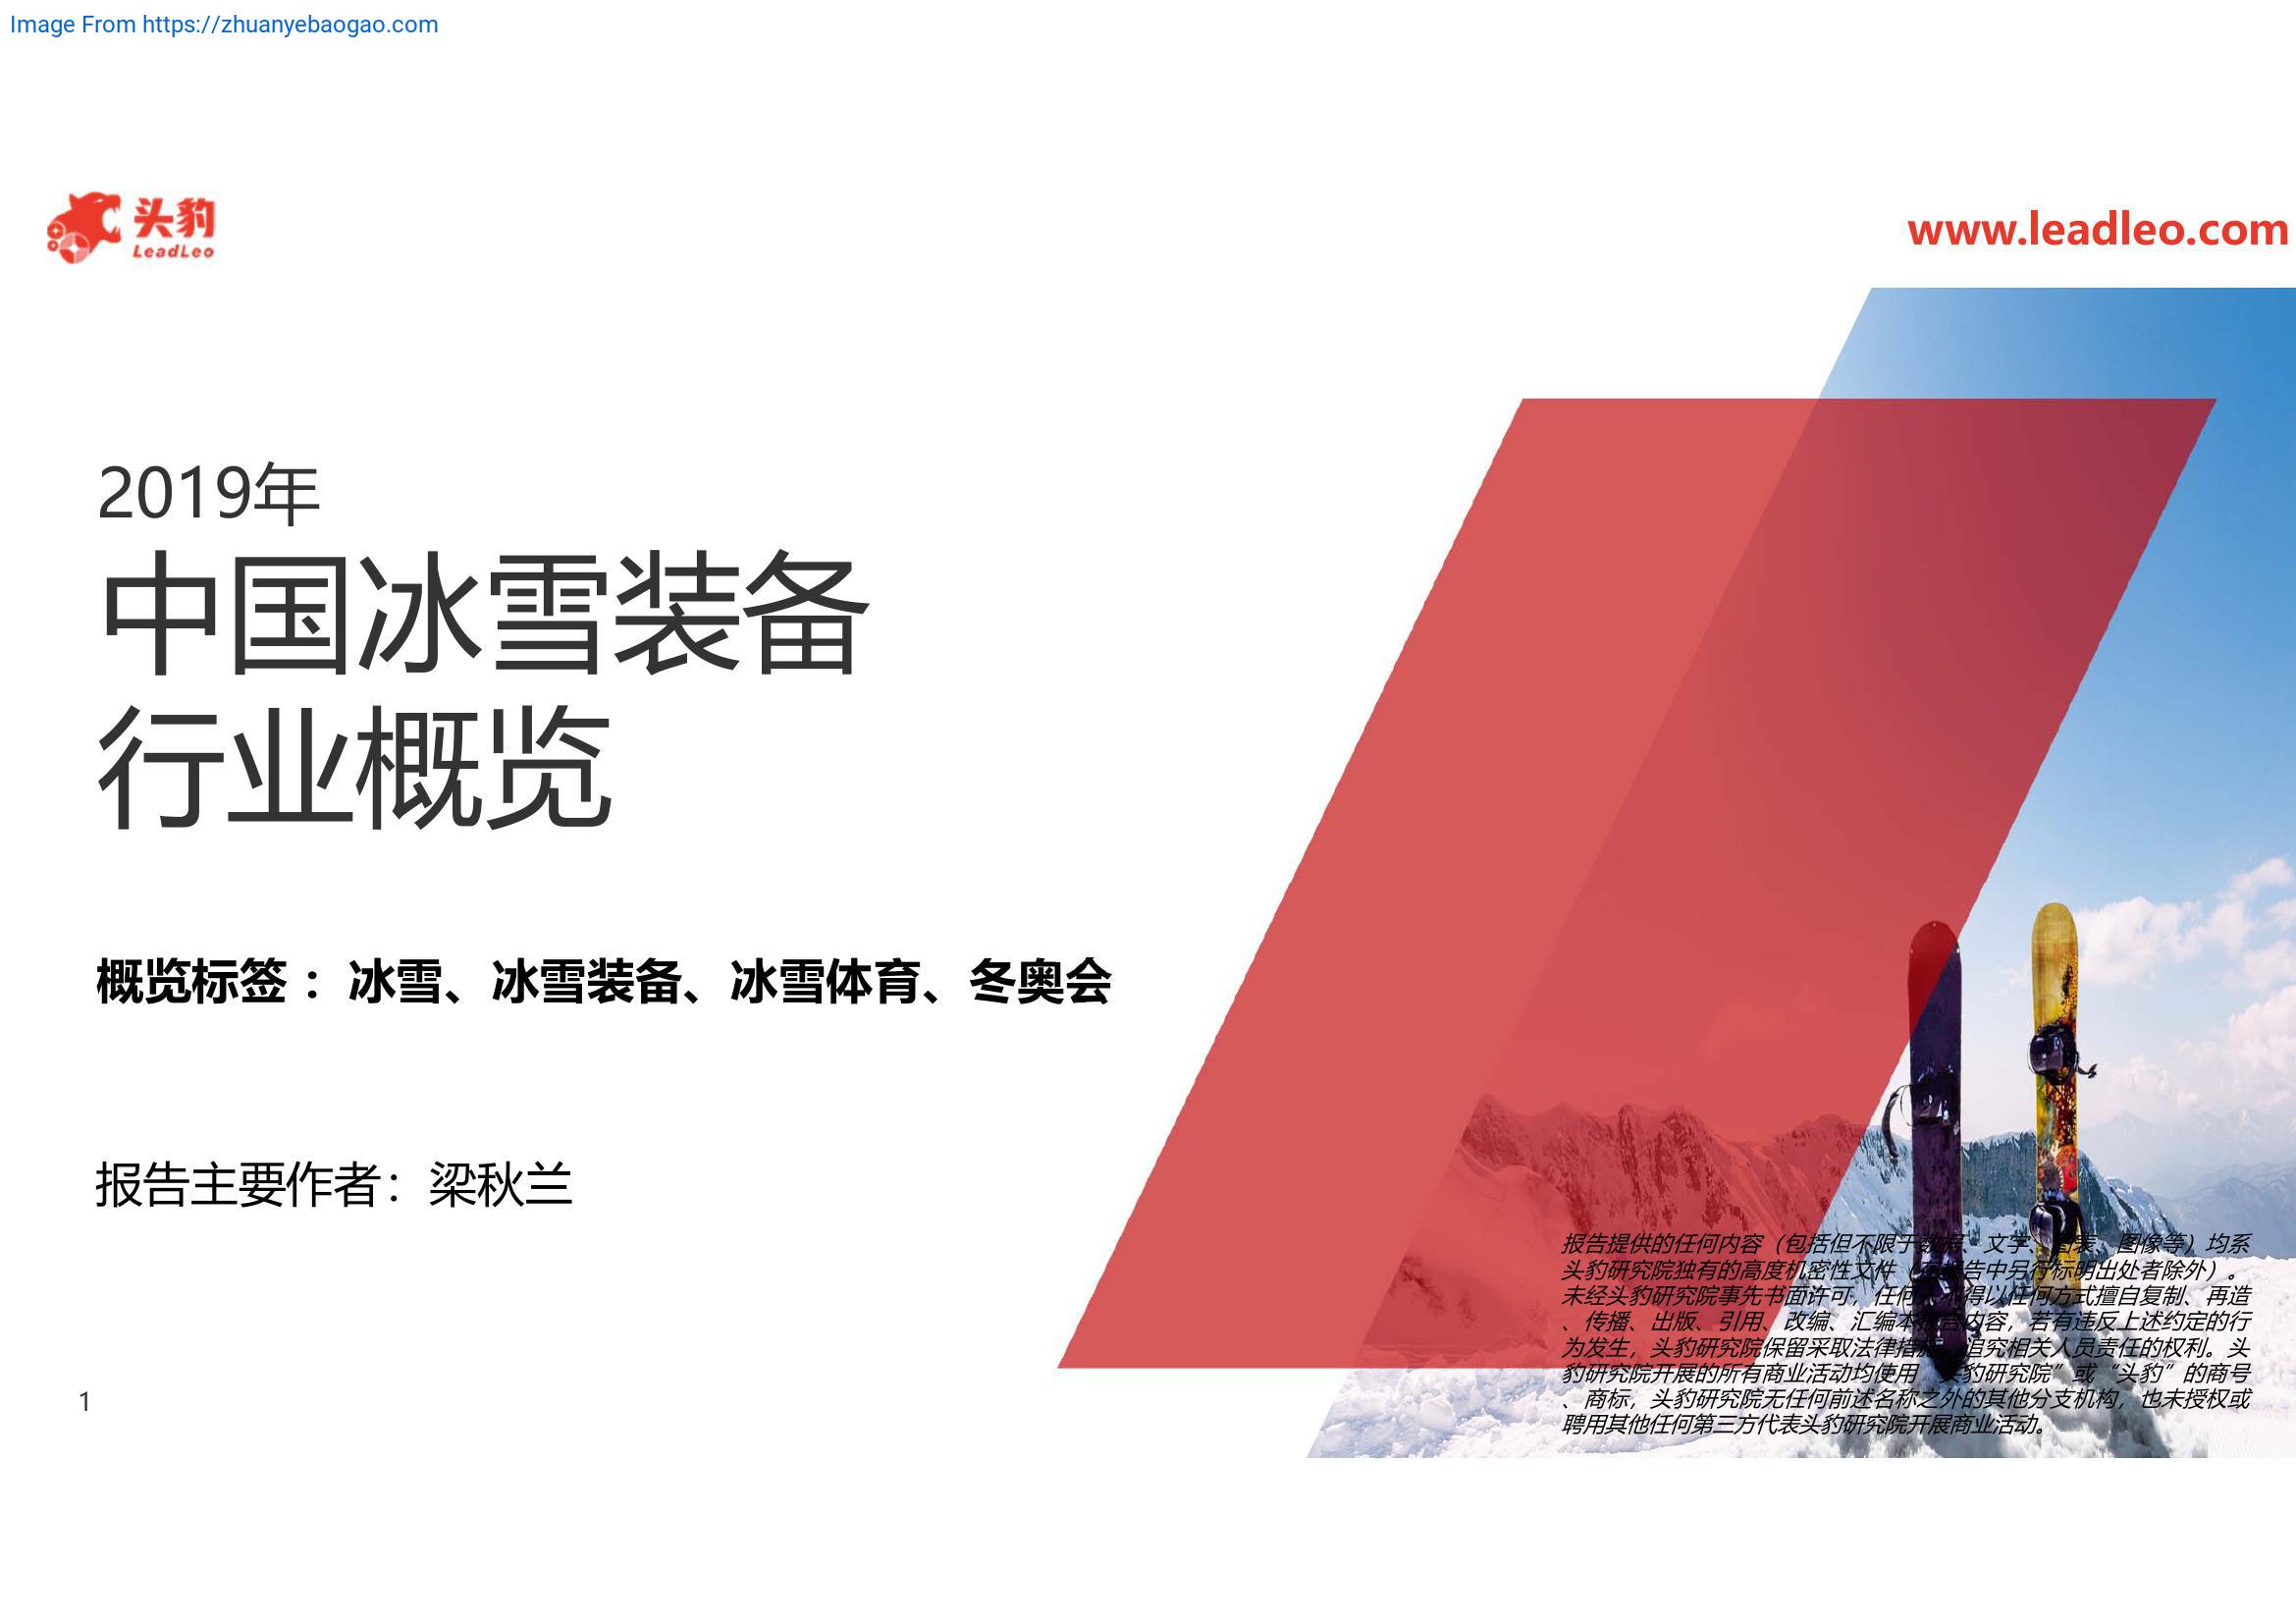 Image From https://zhuanyebaogao.com
头豹
LeadLeo
www.leadleo.com
2019年
中国冰雪装备
行业概览
概览标签：冰雪、冰雪装备、冰雪体育、冬奥会
报告主要作者：梁秋兰
报告提供的任何内容（包括但不限于数据、文字、图表、图像等）均系
头豹研究院独有的高度机密性文件（在报告中另行标明出处者除外）。
未经头豹研究院事先书面许可，任何人不得以任何方式擅自复制、再造
、传播、出版、引用、改编、汇编本报告内容，若有违反上述约定的行
为发生，头豹研究院保留采取法律措施，追究相关人员责任的权利。头
豹研究院开展的所有商业活动均使用“头豹研究院”或“头豹”的商号
、商标，头豹研究院无任何前述名称之外的其他分支机构，也未授权或
聘用其他任何第三方代表头豹研究院开展商业活动。
1